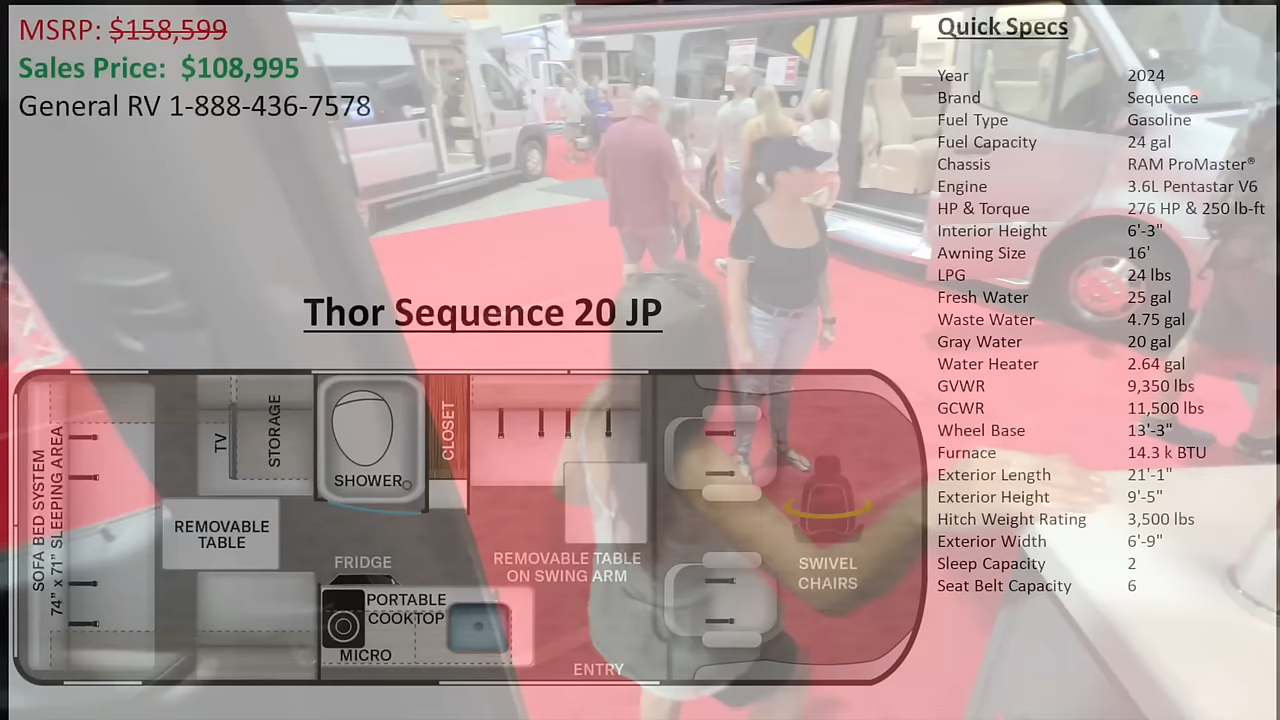 MSRP: $158,599
Sales Price: $108,995
General RV 1-888-436-7578
Thor Sequence 20 JP
SOFA BED SYSTEM
74” x 71” SLEEPING AREA
TV
STORAGE
SHOWER
CLOSET
REMOVABLE
TABLE
FRIDGE
REMOVABLE TABLE
ON SWING ARM
SWIVEL
CHAIRS
PORTABLE
COOKTOP
MICRO
ENTRY
Quick Specs
Year 2024
Brand Sequence
Fuel Type Gasoline
Fuel Capacity 24 gal
Chassis RAM ProMaster®
Engine 3.6L Pentastar V6
HP & Torque 276 HP & 250 lb-ft
Interior Height 6'-3"
Awning Size 16'
LPG 24 lbs
Fresh Water 25 gal
Waste Water 4.75 gal
Gray Water 20 gal
Water Heater 2.64 gal
GVWR 9,350 lbs
GCWR 11,500 lbs
Wheel Base 13'-3"
Furnace 14.3 k BTU
Exterior Length 21'-1"
Exterior Height 9'-5"
Hitch Weight Rating 3,500 lbs
Exterior Width 6'-9"
Sleep Capacity 2
Seat Belt Capacity 6